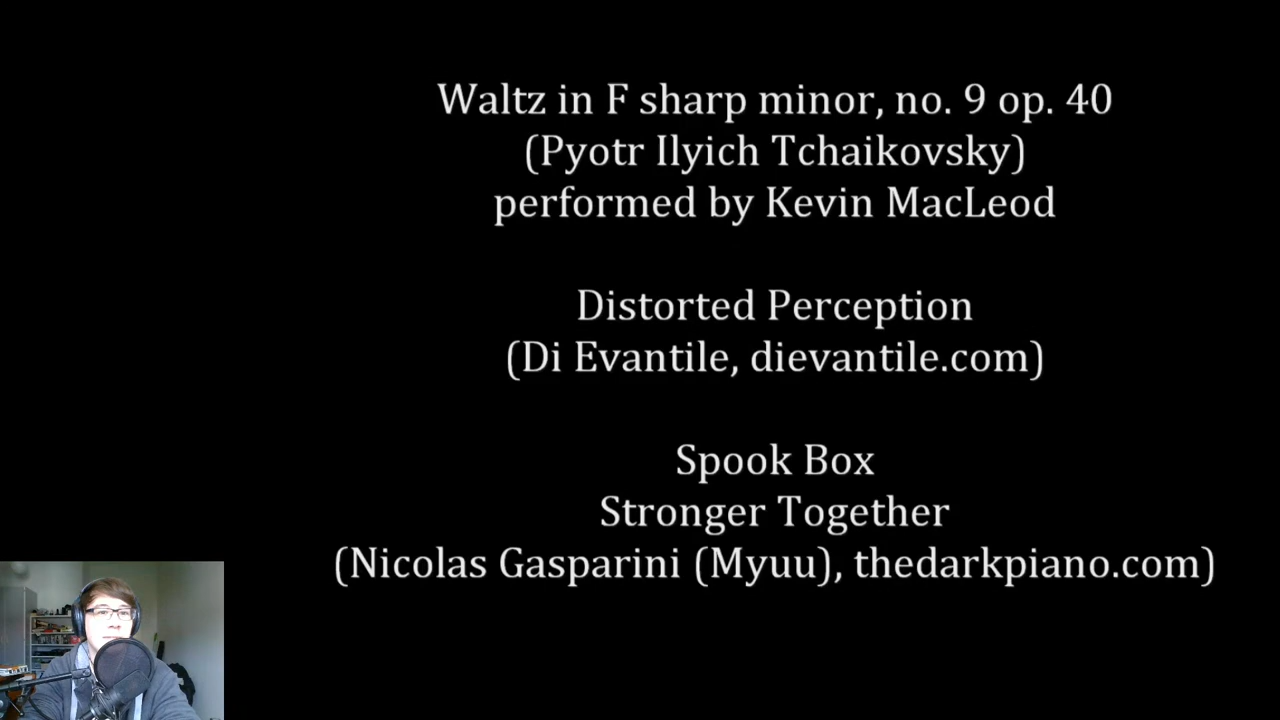 Waltz in F sharp minor, no. 9 op. 40
(Pyotr Ilyich Tchaikovsky)
performed by Kevin MacLeod
Distorted Perception
(Di Evantile, dievantile.com)
Spook Box
Stronger Together
(Nicolas Gasparini (Myuu), thedarkpiano.com)